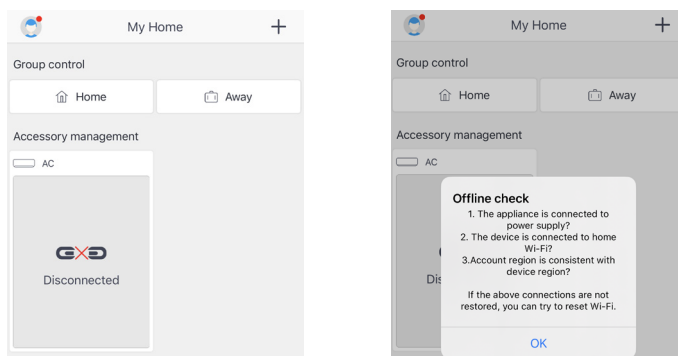 My Home
Group control
Home
Away
Accessory management
AC
Disconnected
My Home
Group control
Home
Away
Accessory management
AC
Offline check
1. The appliance is connected to
power supply?
2. The device is connected to home
Wi-Fi?
3.Account region is consistent with
device region?
If the above connections are not
restored, you can try to reset Wi-Fi.
OK